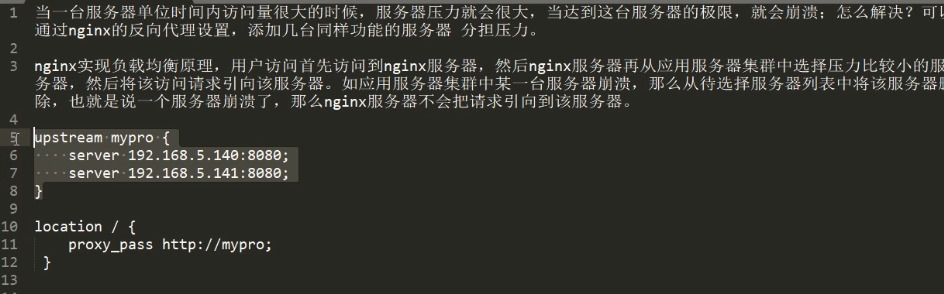 1 当一台服务器单位时间内访问量很大的时候，服务器压力就会很大，当达到这台服务器的极限，就会崩溃；怎么解决？可以
通过nginx的反向代理设置，添加几台同样功能的服务器 分担压力。
2
3 nginx实现负载均衡原理，用户访问首先访问到nginx服务器，然后nginx服务器再从应用服务器集群中选择压力比较小的服
务器，然后将该访问请求引向该服务器。如应用服务器集群中某一台服务器崩溃，那么从待选择服务器列表中将该服务器删
除，也就是说一个服务器崩溃了，那么nginx服务器不会把请求引向到该服务器。
4
5 upstream mypro {
6 ····server 192.168.5.140:8080;
7 ····server 192.168.5.141:8080;
8 }
9
10 location / {
11     proxy_pass http://mypro;
12  }
13